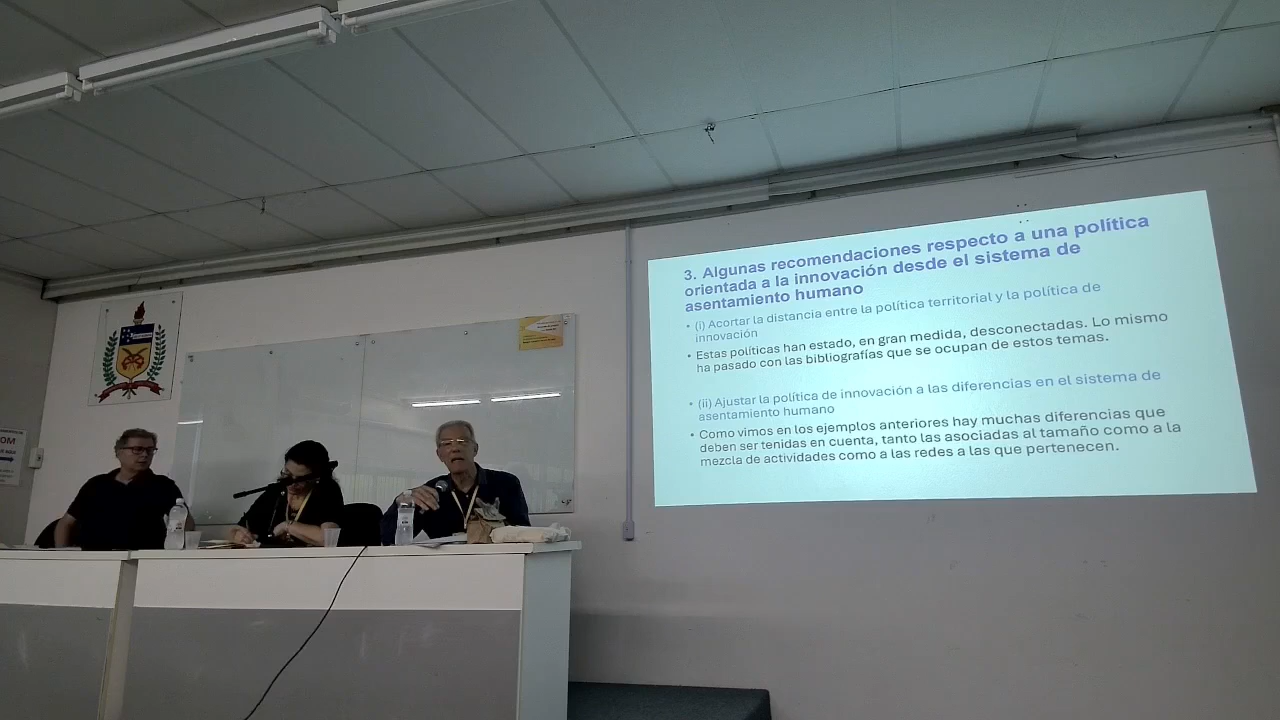 3. Algunas recomendaciones respecto a una política
orientada a la innovación desde el sistema de
asentamiento humano
• (i) Acortar la distancia entre la política territorial y la política de
innovación
• Estas políticas han estado, en gran medida, desconectadas. Lo mismo
ha pasado con las bibliografías que se ocupan de estos temas.
• (ii) Ajustar la política de innovación a las diferencias en el sistema de
asentamiento humano
• Como vimos en los ejemplos anteriores hay muchas diferencias que
deben ser tenidas en cuenta, tanto las asociadas al tamaño como a la
mezcla de actividades como a las redes a las que pertenecen.